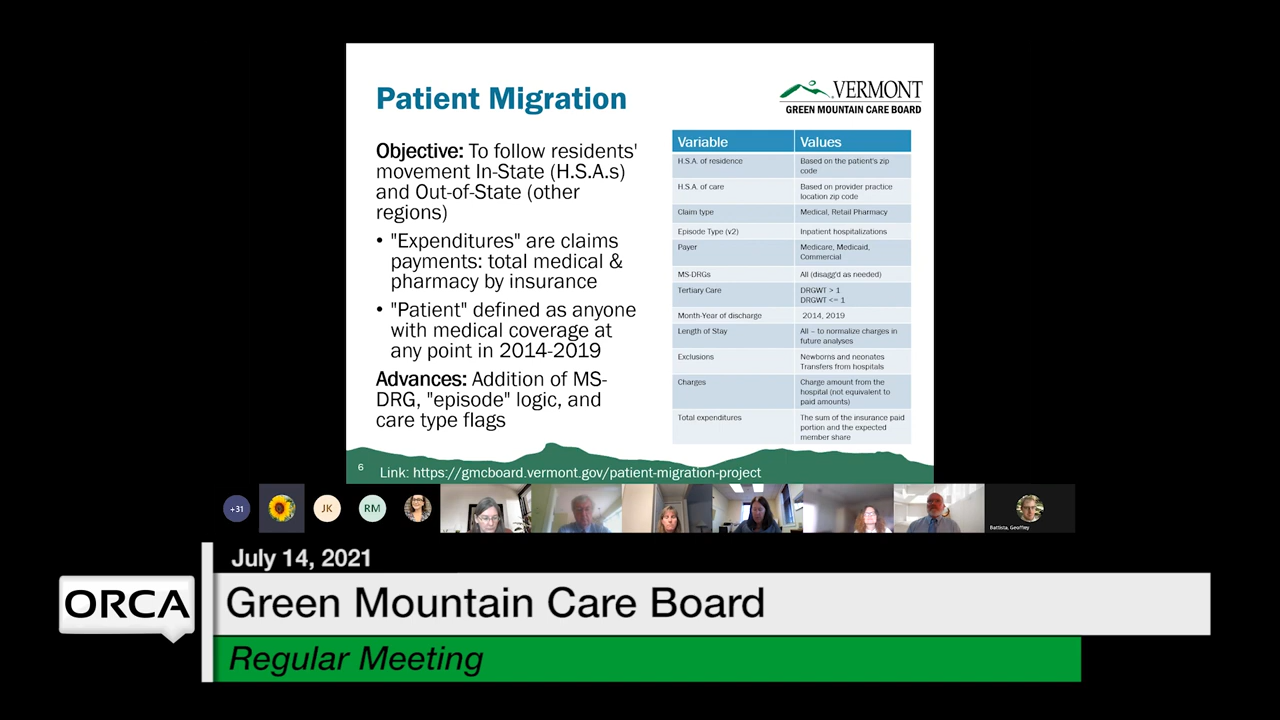 Patient Migration
VERMONT
GREEN MOUNTAIN CARE BOARD
Objective: To follow residents'
movement In-State (H.S.A.s)
and Out-of-State (other
regions)
• "Expenditures" are claims
payments: total medical &
pharmacy by insurance
• "Patient" defined as anyone
with medical coverage at
any point in 2014-2019
Advances: Addition of MS-
DRG, "episode" logic, and
care type flags
Variable Values
H.S.A. of residence Based on the patient's zip
code
H.S.A. of care Based on provider practice
location zip code
Claim type Medical, Retail Pharmacy
Episode Type (v2) Inpatient hospitalizations
Payer Medicare, Medicaid,
Commercial
MS-DRGs All (disagg'd as needed)
Tertiary Care DRGWT > 1
DRGWT <= 1
Month-Year of discharge 2014, 2019
Length of Stay All – to normalize charges in
future analyses
Exclusions Newborns and neonates
Transfers from hospitals
Charges Charge amount from the
hospital (not equivalent to
paid amounts)
Total expenditures The sum of the insurance paid
portion and the expected
member share
6 Link: https://gmcboard.vermont.gov/patient-migration-project
+31 JK RM
Battista, Geoffrey
July 14, 2021
ORCA
Green Mountain Care Board
Regular Meeting